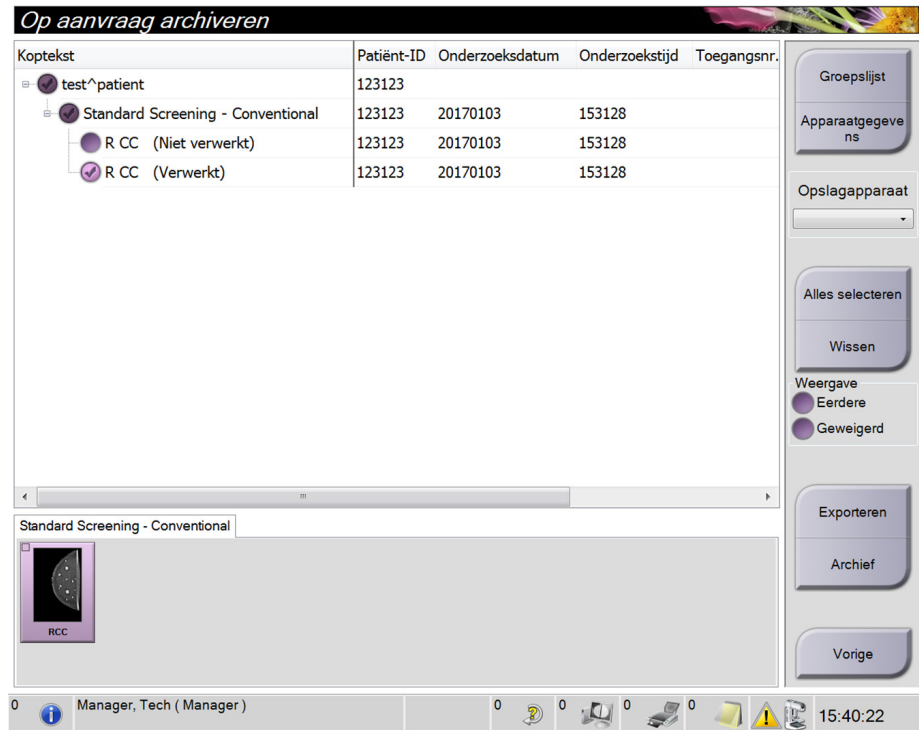 Op aanvraag archiveren
Koptekst Patiënt-ID Onderzoeksdatum Onderzoekstijd Toegangsnr.
test^patient 123123
Standard Screening - Conventional 123123 20170103 153128
R CC (Niet verwerkt) 123123 20170103 153128
R CC (Verwerkt) 123123 20170103 153128
Groepslijst
Apparaatgegeve
ns
Opslagapparaat
Alles selecteren
Wissen
Weergave
Eerdere
Geweigerd
Exporteren
Archief
Vorige
Standard Screening - Conventional
RCC
0 Manager, Tech ( Manager ) 0 0 0 0 15:40:22